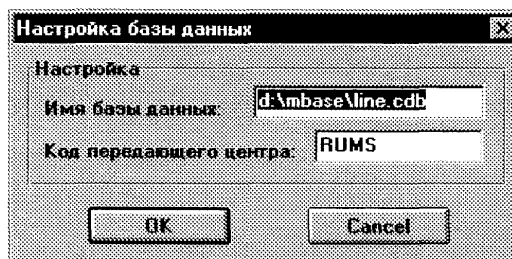 Настройка базы данных
Настройка
Имя базы данных: d:\mbase\line.cdb
Код передающего центра: RUMS
OK Cancel